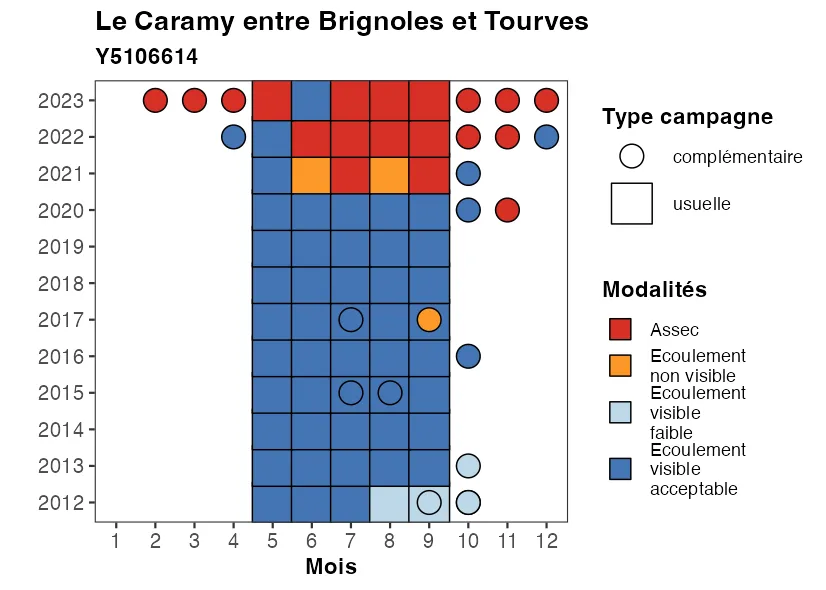 Le Caramy entre Brignoles et Tourves
Y5106614
2023
2022
2021
2020
2019
2018
2017
2016
2015
2014
2013
2012
1 2 3 4 5 6 7 8 9 10 11 12
Mois
Type campagne
complémentaire
usuelle
Modalités
Assec
Ecoulement
non visible
Ecoulement
visible
faible
Ecoulement
visible
acceptable